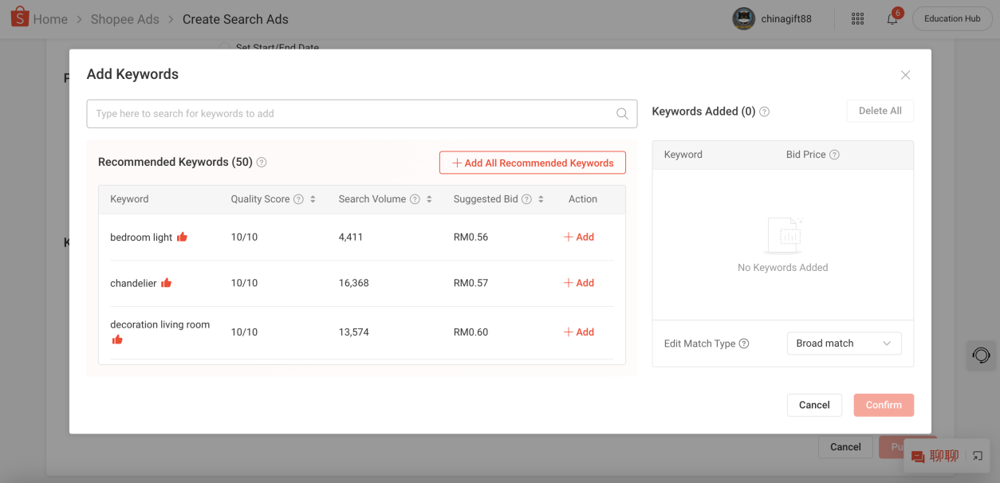 Home > Shopee Ads > Create Search Ads
chinagift88
6
Education Hub
Set Start/End Date
Add Keywords
Type here to search for keywords to add
Keywords Added (0)
Delete All
Recommended Keywords (50)
Add All Recommended Keywords
Keyword
Bid Price
Keyword Quality Score Search Volume Suggested Bid Action
bedroom light 10/10 4,411 RM0.56 + Add
chandelier 10/10 16,368 RM0.57 + Add
decoration living room 10/10 13,574 RM0.60 + Add
No Keywords Added
Edit Match Type
Broad match
Cancel
Confirm
Cancel
Pu
聊聊